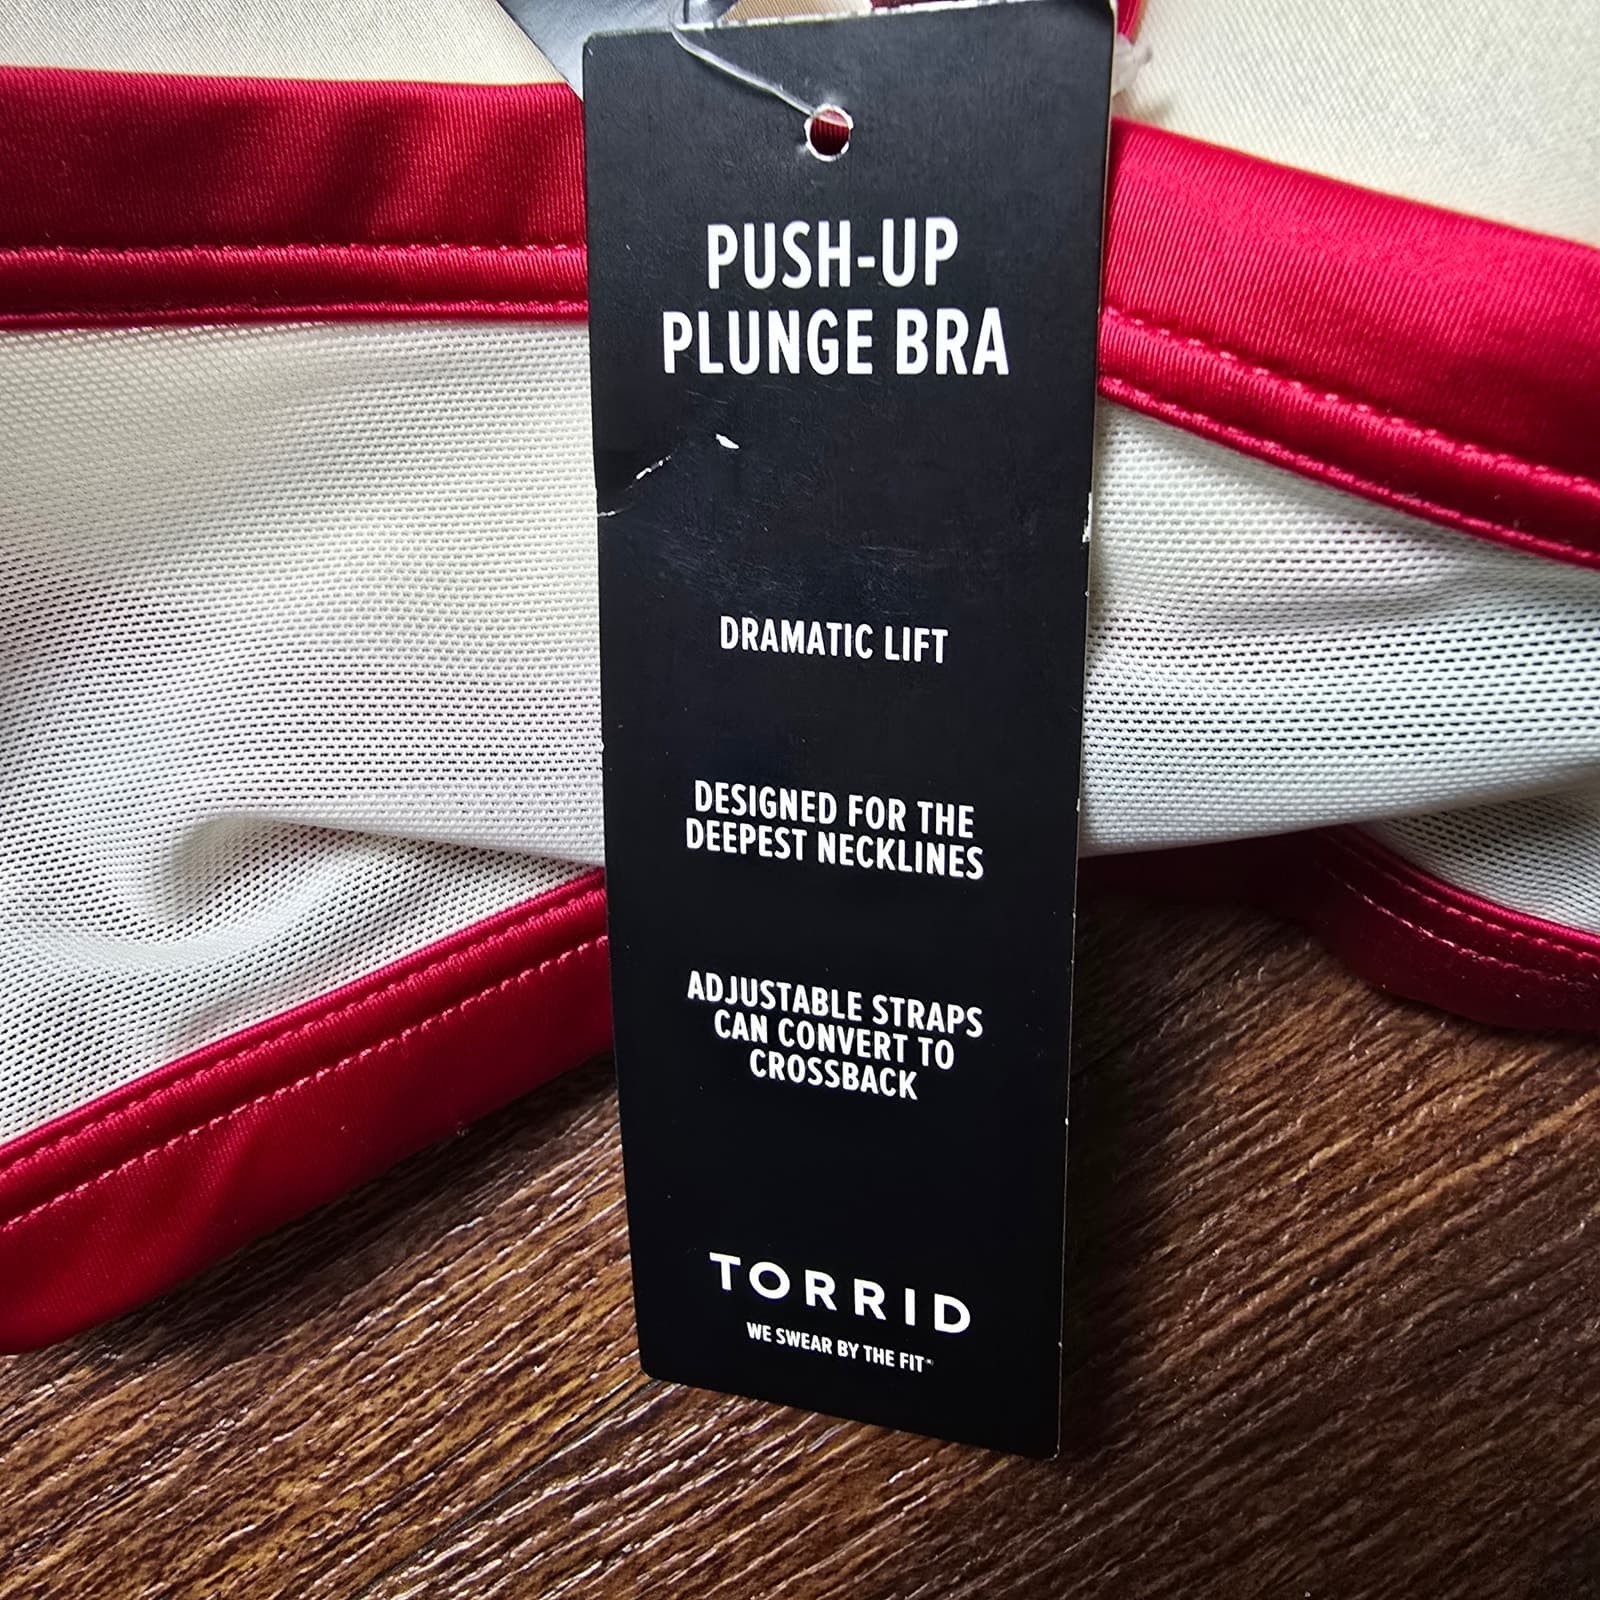 PUSH-UP
PLUNGE BRA
DRAMATIC LIFT
DESIGNED FOR THE
DEEPEST NECKLINES
ADJUSTABLE STRAPS
CAN CONVERT TO
CROSSBACK
TORRID
WE SWEAR BY THE FIT™